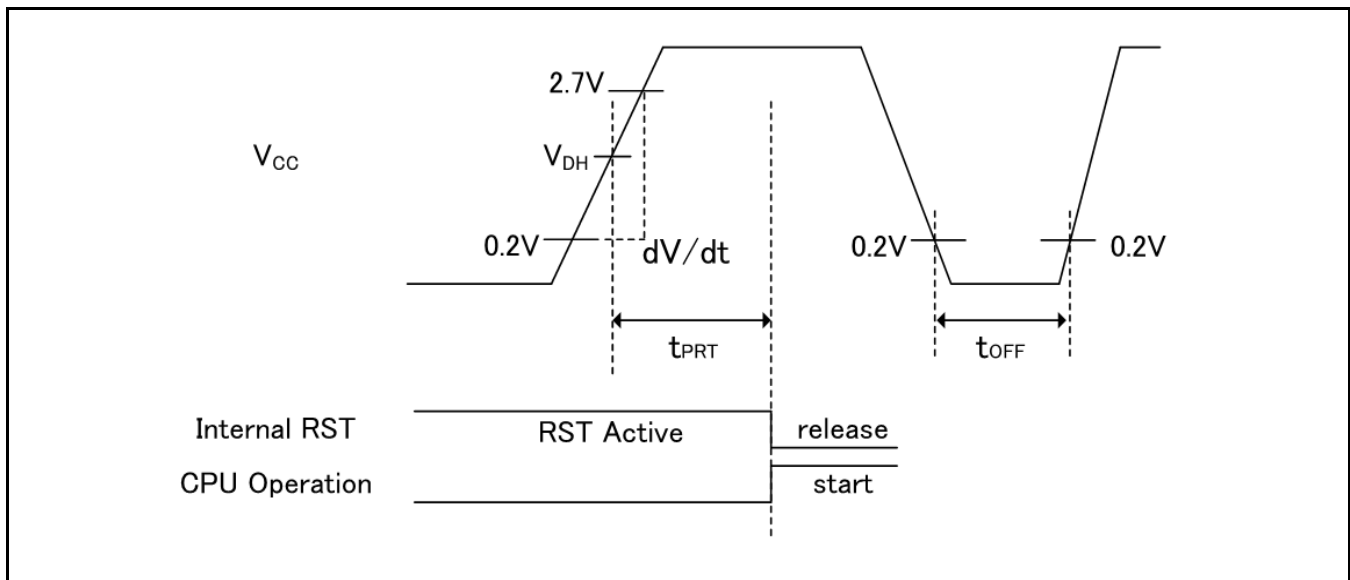 2.7V
VCC
VDH
0.2V
dV/dt
0.2V
0.2V
tPRT
tOFF
Internal RST
RST Active
release
CPU Operation
start